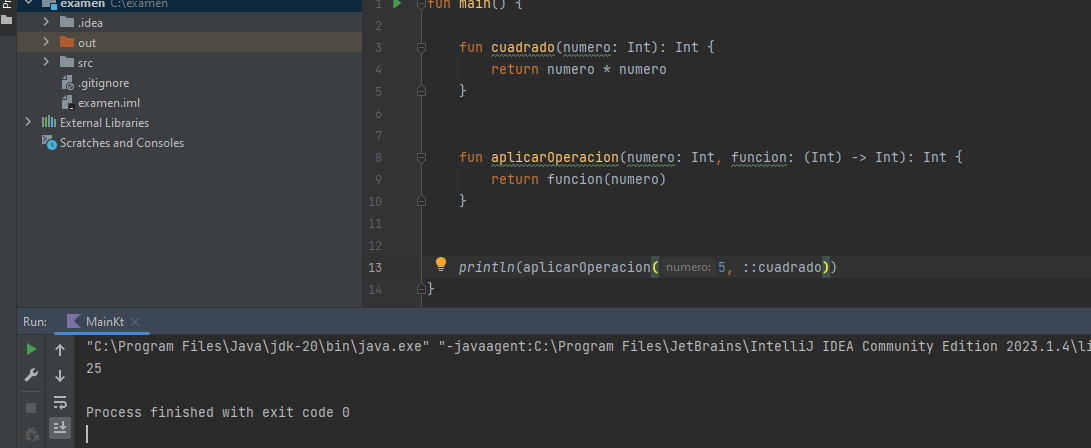 examen C:\examen
.idea
out
src
.gitignore
examen.iml
External Libraries
Scratches and Consoles
1 fun main() {
2
3 fun cuadrado(numero: Int): Int {
4 return numero * numero
5 }
6
7
8 fun aplicarOperacion(numero: Int, funcion: (Int) -> Int): Int {
9 return funcion(numero)
10 }
11
12
13 println(aplicarOperacion( numero: 5, ::cuadrado))
14 }
Run: MainKt
"C:\Program Files\Java\jdk-20\bin\java.exe" "-javaagent:C:\Program Files\JetBrains\IntelliJ IDEA Community Edition 2023.1.4\li
25
Process finished with exit code 0